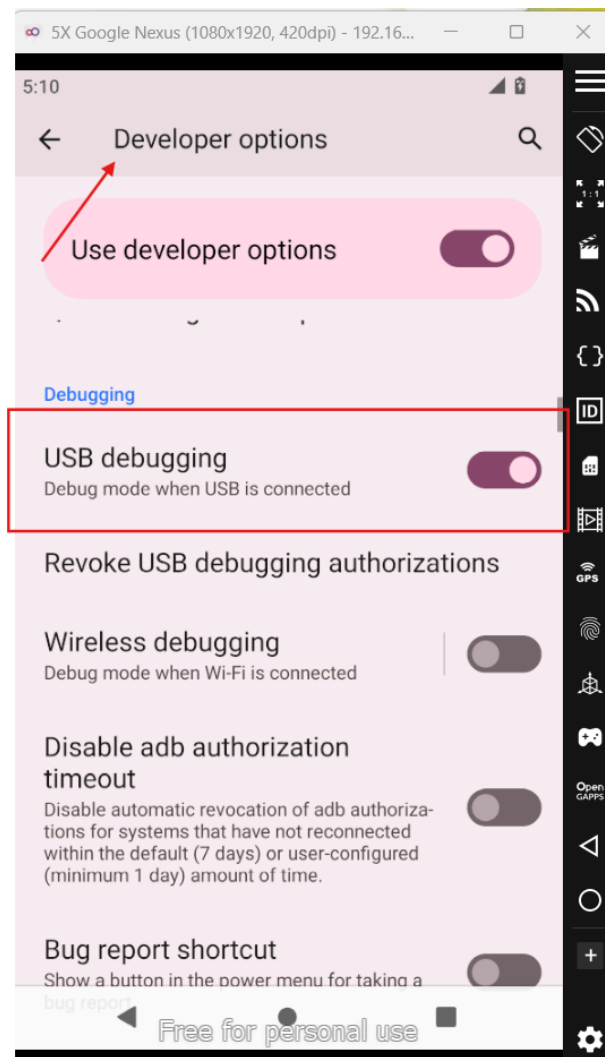 5X Google Nexus (1080x1920, 420dpi) - 192.16...
5:10
Developer options
1:1
Use developer options
Debugging
ID
USB debugging
Debug mode when USB is connected
Revoke USB debugging authorizations
GPS
Wireless debugging
Debug mode when Wi-Fi is connected
Disable adb authorization
timeout
Disable automatic revocation of adb authoriza-
tions for systems that have not reconnected
within the default (7 days) or user-configured
(minimum 1 day) amount of time.
Open
GAPPS
Bug report shortcut
Show a button in the power menu for taking a
bug report
Free for personal use